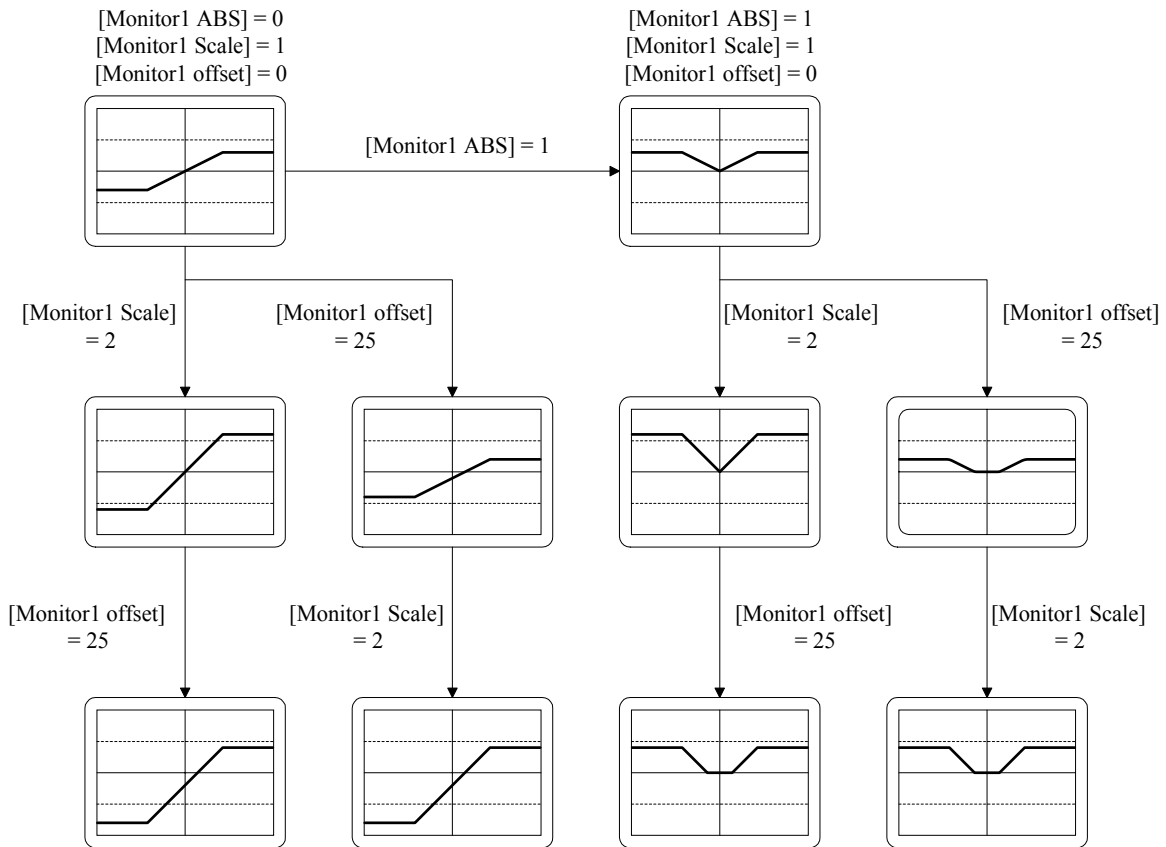 [Monitor1 ABS] = 0
[Monitor1 Scale] = 1
[Monitor1 offset] = 0
[Monitor1 ABS] = 1
[Monitor1 Scale] = 1
[Monitor1 offset] = 0
[Monitor1 ABS] = 1
[Monitor1 Scale]
= 2
[Monitor1 offset]
= 25
[Monitor1 Scale]
= 2
[Monitor1 offset]
= 25
[Monitor1 offset]
= 25
[Monitor1 Scale]
= 2
[Monitor1 offset]
= 25
[Monitor1 Scale]
= 2